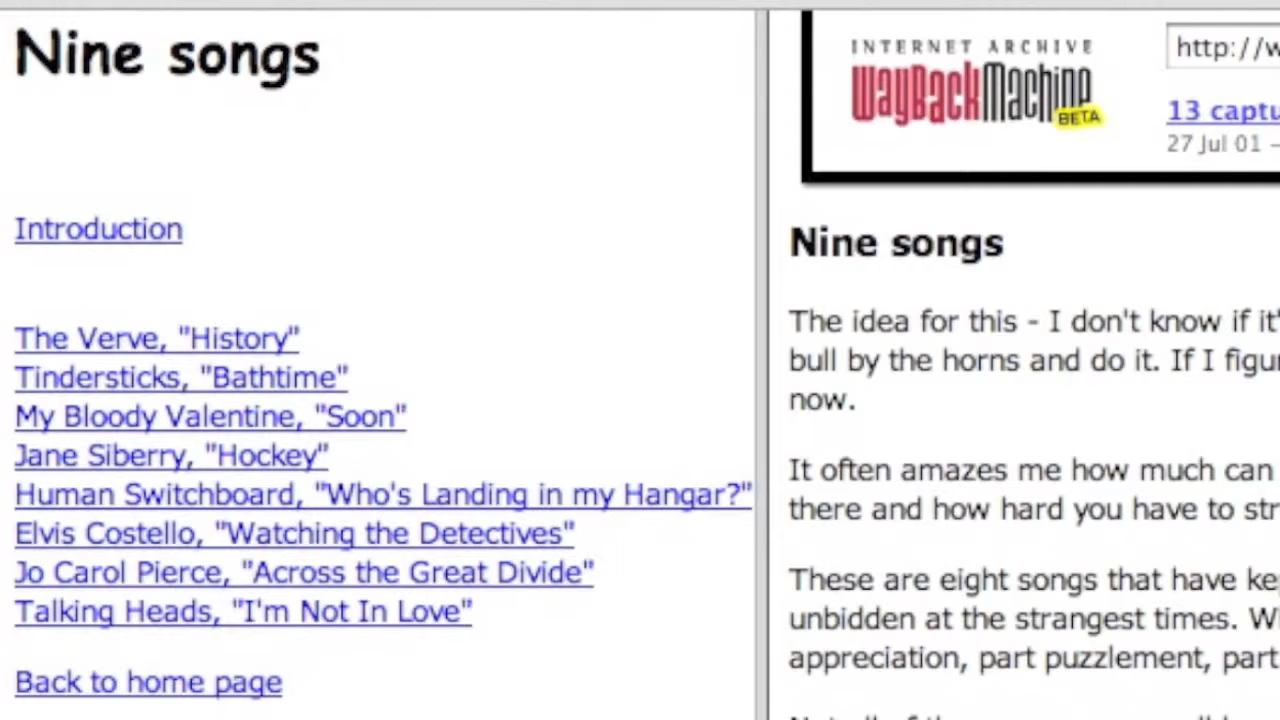 Nine songs
Introduction
The Verve, "History"
Tindersticks, "Bathtime"
My Bloody Valentine, "Soon"
Jane Siberry, "Hockey"
Human Switchboard, "Who's Landing in my Hangar?"
Elvis Costello, "Watching the Detectives"
Jo Carol Pierce, "Across the Great Divide"
Talking Heads, "I'm Not In Love"
Back to home page
INTERNET ARCHIVE
WayBackMachine
BETA
http://w
13 captu
27 Jul 01 –
Nine songs
The idea for this - I don't know if it'
bull by the horns and do it. If I figu
now.
It often amazes me how much can
there and how hard you have to str
These are eight songs that have ke
unbidden at the strangest times. W
appreciation, part puzzlement, part